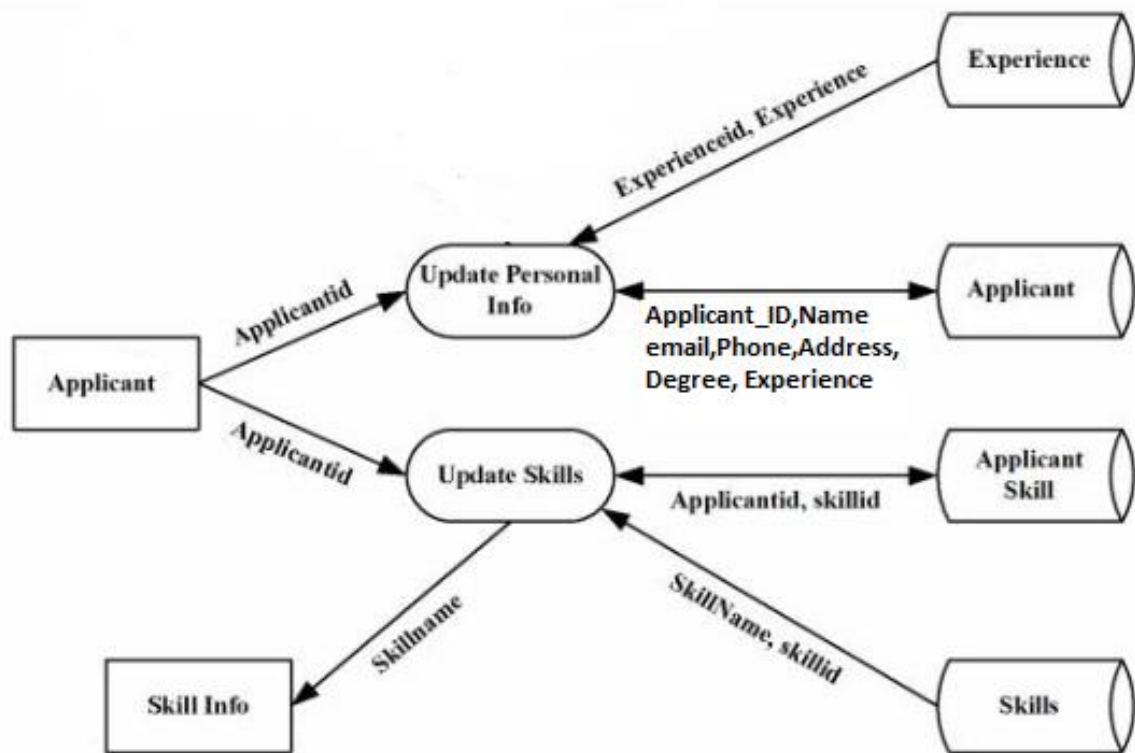 Experience
Experienceid, Experience
Update Personal
Info
Applicant
Applicantid
Applicant_ID,Name
email,Phone,Address,
Degree, Experience
Applicant
Applicantid
Update Skills
Applicant
Skill
Applicantid, skillid
Skillname
SkillName, skillid
Skill Info
Skills